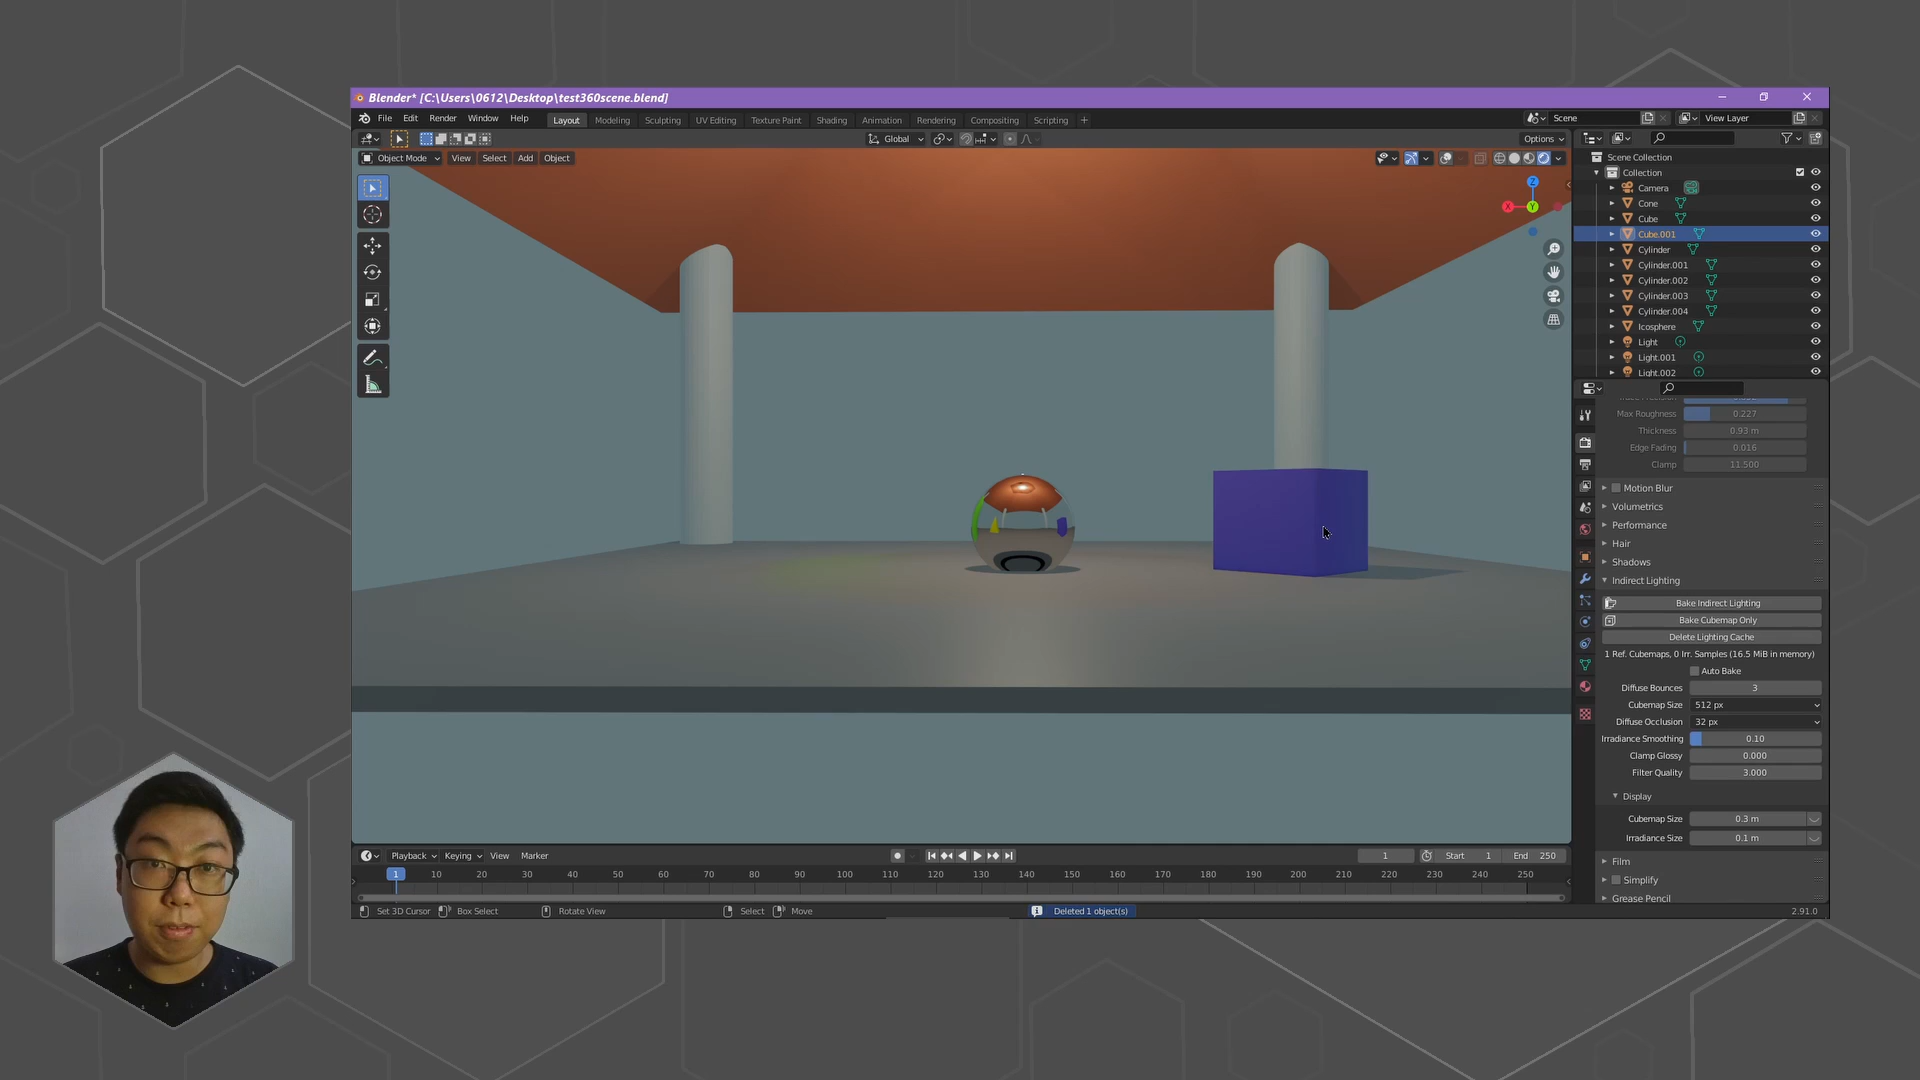 Blender* [C:\Users\0612\Desktop\test360scene.blend]
File Edit Render Window Help Layout Modeling Sculpting UV Editing Texture Paint Shading Animation Rendering Compositing Scripting + Scene View Layer
Global Options
Object Mode View Select Add Object
Z
X Y
Scene Collection
Collection
Camera
Cone
Cube
Cube.001
Cylinder
Cylinder.001
Cylinder.002
Cylinder.003
Cylinder.004
Icosphere
Light
Light.001
Light.002
Max Roughness 0.227
Thickness 0.93 m
Edge Fading 0.016
Clamp 11.500
Motion Blur
Volumetrics
Performance
Hair
Shadows
Indirect Lighting
Bake Indirect Lighting
Bake Cubemap Only
Delete Lighting Cache
1 Ref. Cubemaps, 0 Irr. Samples (16.5 MiB in memory)
Auto Bake
Diffuse Bounces 3
Cubemap Size 512 px
Diffuse Occlusion 32 px
Irradiance Smoothing 0.10
Clamp Glossy 0.000
Filter Quality 3.000
Display
Cubemap Size 0.3 m
Irradiance Size 0.1 m
Film
Simplify
Grease Pencil
Playback Keying View Marker 1 Start 1 End 250
1 10 20 30 40 50 60 70 80 90 100 110 120 130 140 150 160 170 180 190 200 210 220 230 240 250
Set 3D Cursor Box Select Rotate View Select Move Deleted 1 object(s) 2.91.0